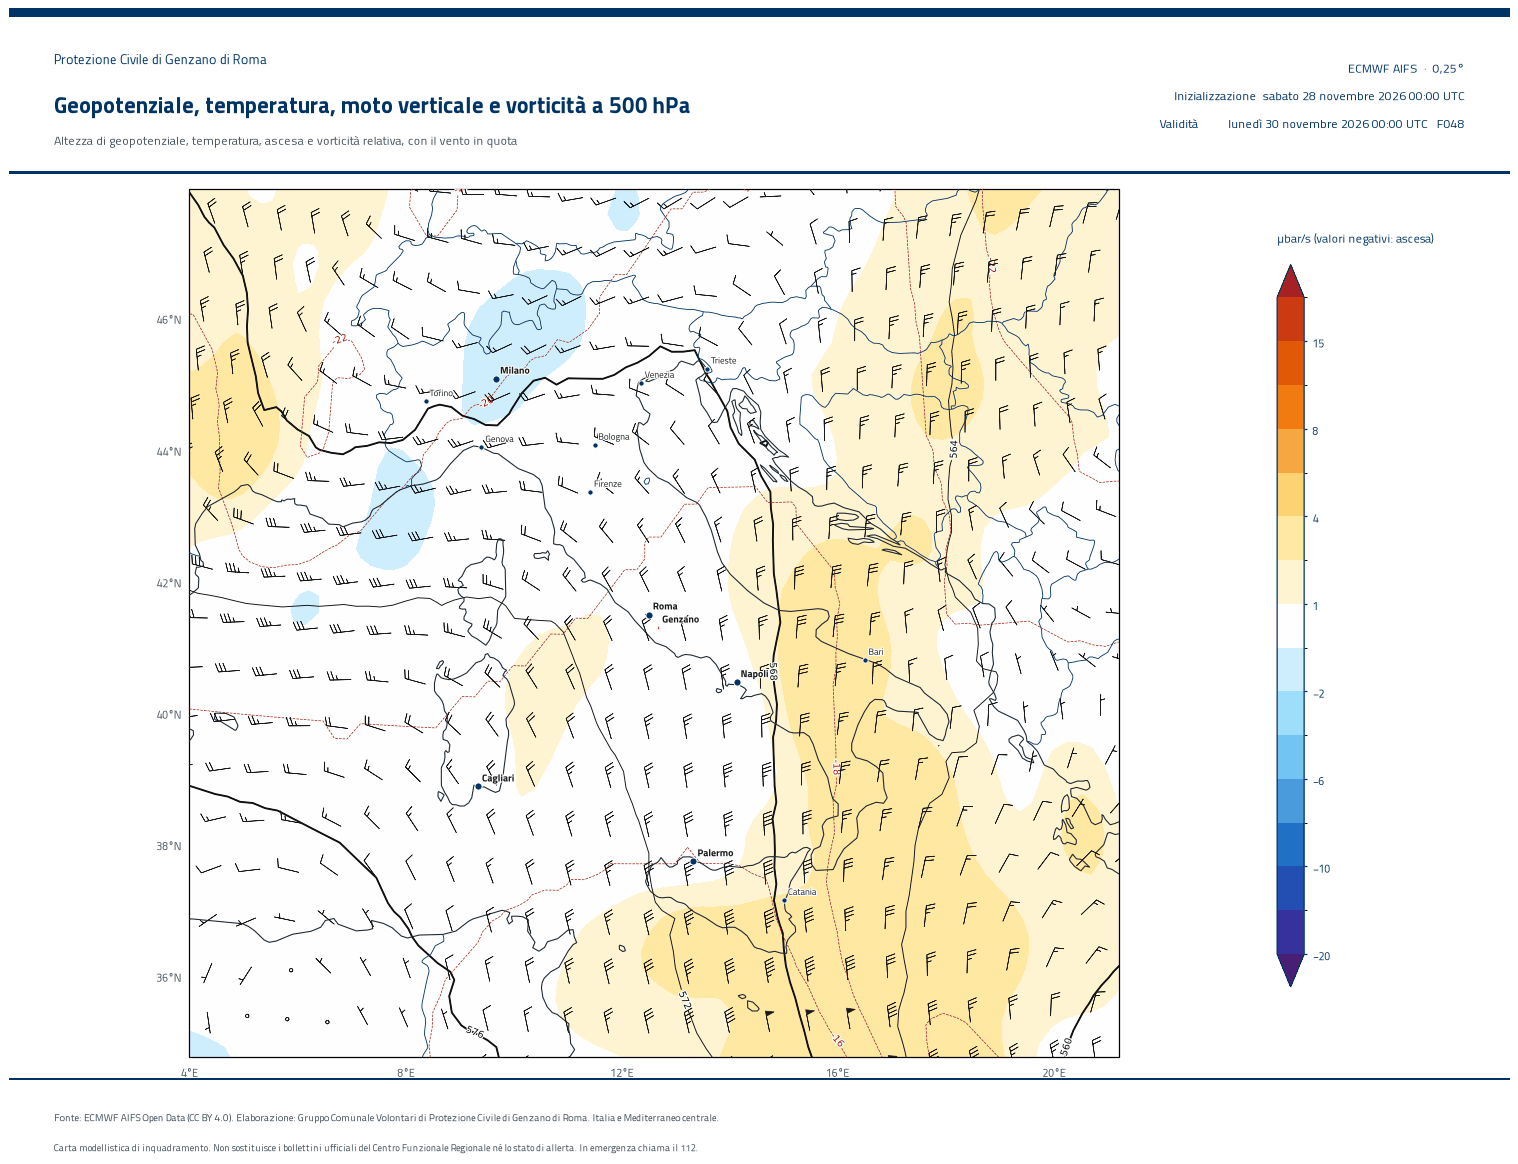 Protezione Civile di Genzano di Roma
Geopotenziale, temperatura, moto verticale e vorticità a 500 hPa
Altezza di geopotenziale, temperatura, ascesa e vorticità relativa, con il vento in quota
ECMWF AIFS · 0,25°
Inizializzazione sabato 28 novembre 2026 00:00 UTC
Validità lunedì 30 novembre 2026 00:00 UTC F048
µbar/s (valori negativi: ascesa)
15
8
4
1
−2
−6
−10
−20
46°N
44°N
42°N
40°N
38°N
36°N
4°E
8°E
12°E
16°E
20°E
-22
Trieste
Milano
Venezia
Torino
Genova
Bologna
564
Firenze
Roma
Genzano
Bari
568
Napoli
-18
Cagliari
Palermo
Catania
572
576
-16
560
Fonte: ECMWF AIFS Open Data (CC BY 4.0). Elaborazione: Gruppo Comunale Volontari di Protezione Civile di Genzano di Roma. Italia e Mediterraneo centrale.
Carta modellistica di inquadramento. Non sostituisce i bollettini ufficiali del Centro Funzionale Regionale né lo stato di allerta. In emergenza chiama il 112.